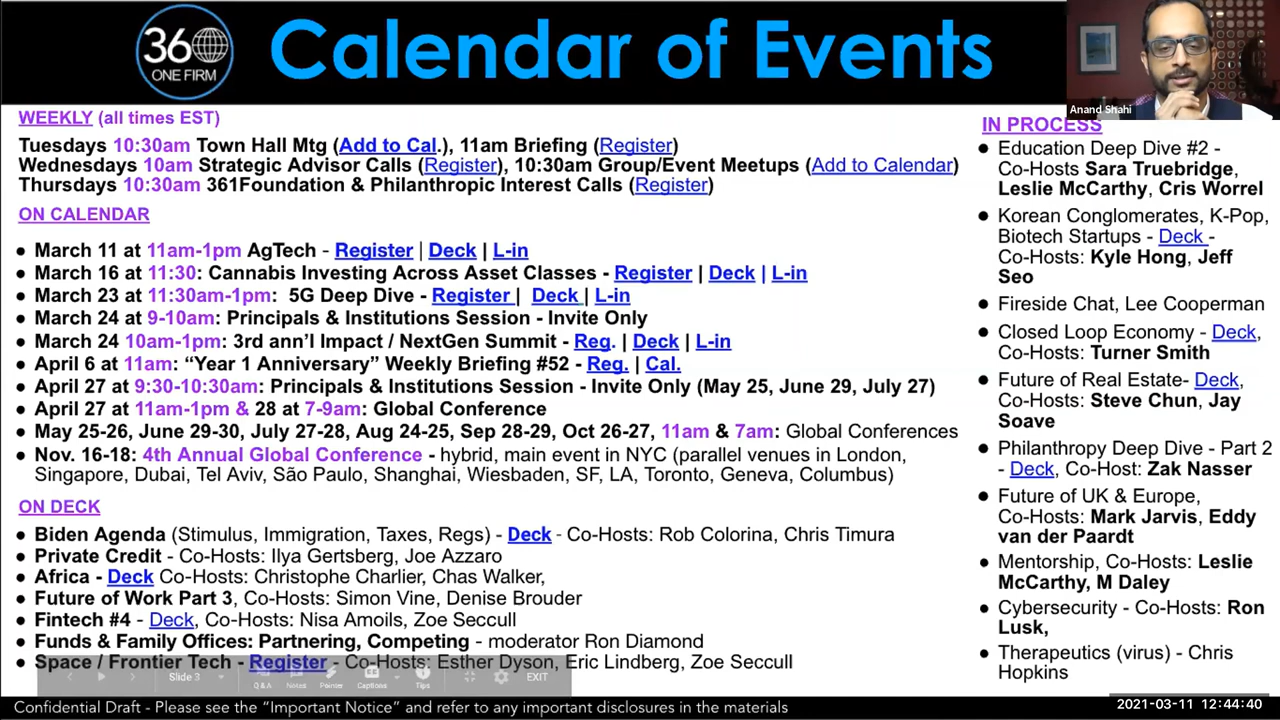 360
ONE FIRM
Calendar of Events
Anand Shahi
WEEKLY (all times EST)
Tuesdays 10:30am Town Hall Mtg (Add to Cal.), 11am Briefing (Register)
Wednesdays 10am Strategic Advisor Calls (Register), 10:30am Group/Event Meetups (Add to Calendar)
Thursdays 10:30am 361Foundation & Philanthropic Interest Calls (Register)
ON CALENDAR
● March 11 at 11am-1pm AgTech - Register | Deck | L-in
● March 16 at 11:30: Cannabis Investing Across Asset Classes - Register | Deck | L-in
● March 23 at 11:30am-1pm: 5G Deep Dive - Register | Deck | L-in
● March 24 at 9-10am: Principals & Institutions Session - Invite Only
● March 24 10am-1pm: 3rd ann'l Impact / NextGen Summit - Reg. | Deck | L-in
● April 6 at 11am: “Year 1 Anniversary” Weekly Briefing #52 - Reg. | Cal.
● April 27 at 9:30-10:30am: Principals & Institutions Session - Invite Only (May 25, June 29, July 27)
● April 27 at 11am-1pm & 28 at 7-9am: Global Conference
● May 25-26, June 29-30, July 27-28, Aug 24-25, Sep 28-29, Oct 26-27, 11am & 7am: Global Conferences
● Nov. 16-18: 4th Annual Global Conference - hybrid, main event in NYC (parallel venues in London,
Singapore, Dubai, Tel Aviv, São Paulo, Shanghai, Wiesbaden, SF, LA, Toronto, Geneva, Columbus)
ON DECK
● Biden Agenda (Stimulus, Immigration, Taxes, Regs) - Deck - Co-Hosts: Rob Colorina, Chris Timura
● Private Credit - Co-Hosts: Ilya Gertsberg, Joe Azzaro
● Africa - Deck Co-Hosts: Christophe Charlier, Chas Walker,
● Future of Work Part 3, Co-Hosts: Simon Vine, Denise Brouder
● Fintech #4 - Deck, Co-Hosts: Nisa Amoils, Zoe Seccull
● Funds & Family Offices: Partnering, Competing - moderator Ron Diamond
● Space / Frontier Tech - Register - Co-Hosts: Esther Dyson, Eric Lindberg, Zoe Seccull
Slide 3
Q & A
Notes
Pointer
Captions
Tips
EXIT
IN PROCESS
● Education Deep Dive #2 -
Co-Hosts Sara Truebridge,
Leslie McCarthy, Cris Worrel
● Korean Conglomerates, K-Pop,
Biotech Startups - Deck -
Co-Hosts: Kyle Hong, Jeff
Seo
● Fireside Chat, Lee Cooperman
● Closed Loop Economy - Deck,
Co-Hosts: Turner Smith
● Future of Real Estate- Deck,
Co-Hosts: Steve Chun, Jay
Soave
● Philanthropy Deep Dive - Part 2
- Deck, Co-Host: Zak Nasser
● Future of UK & Europe,
Co-Hosts: Mark Jarvis, Eddy
van der Paardt
● Mentorship, Co-Hosts: Leslie
McCarthy, M Daley
● Cybersecurity - Co-Hosts: Ron
Lusk,
● Therapeutics (virus) - Chris
Hopkins
Confidential Draft - Please see the “Important Notice” and refer to any important disclosures in the materials
2021-03-11 12:44:40